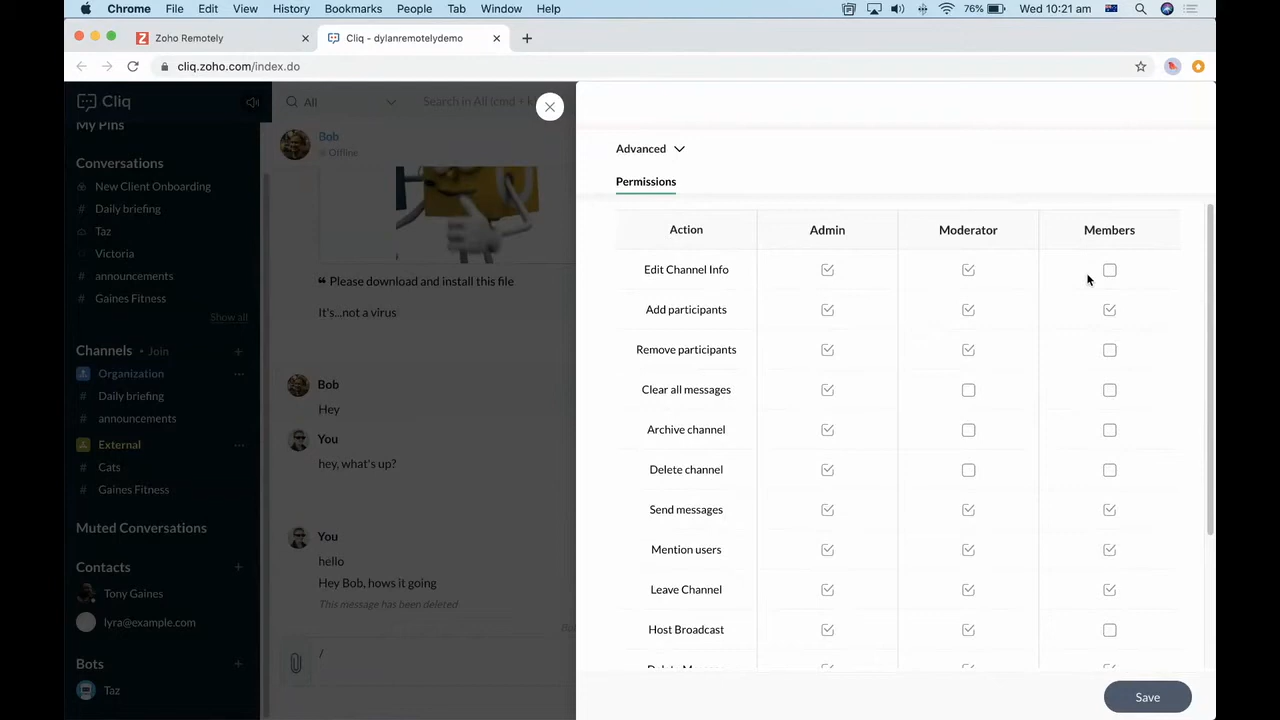 Chrome File Edit View History Bookmarks People Tab Window Help 76% Wed 10:21 am
Zoho Remotely
Cliq - dylanremotelydemo
cliq.zoho.com/index.do
Cliq
My Pins
Conversations
New Client Onboarding
# Daily briefing
Taz
Victoria
# announcements
# Gaines Fitness
Show all
Channels • Join +
Organization ...
# Daily briefing
# announcements
External ...
# Cats
# Gaines Fitness
Muted Conversations
Contacts +
Tony Gaines
lyra@example.com
Bots +
Taz
All
Search in All (cmd + k
Bob
Offline
❝ Please download and install this file
It's...not a virus
Bob
Hey
You
hey, what's up?
You
hello
Hey Bob, hows it going
This message has been deleted
/
Advanced
Permissions
Action Admin Moderator Members
Edit Channel Info
Add participants
Remove participants
Clear all messages
Archive channel
Delete channel
Send messages
Mention users
Leave Channel
Host Broadcast
Save